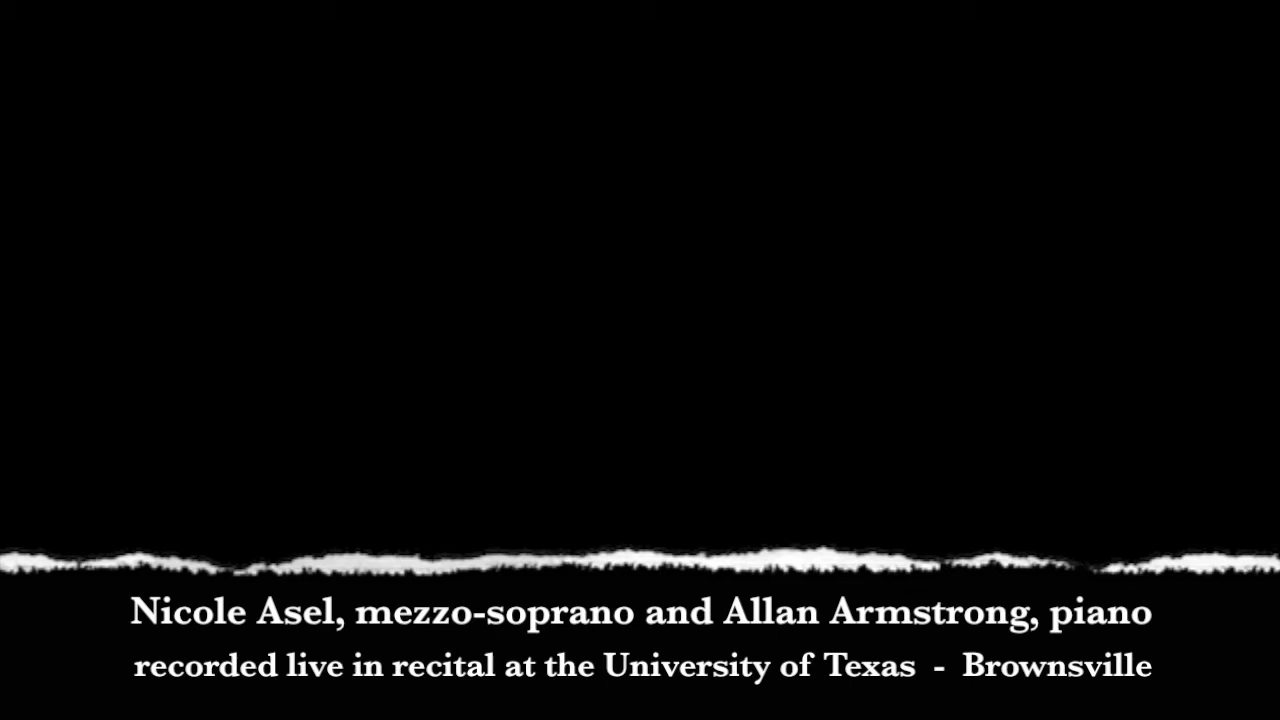 Nicole Asel, mezzo-soprano and Allan Armstrong, piano
recorded live in recital at the University of Texas - Brownsville